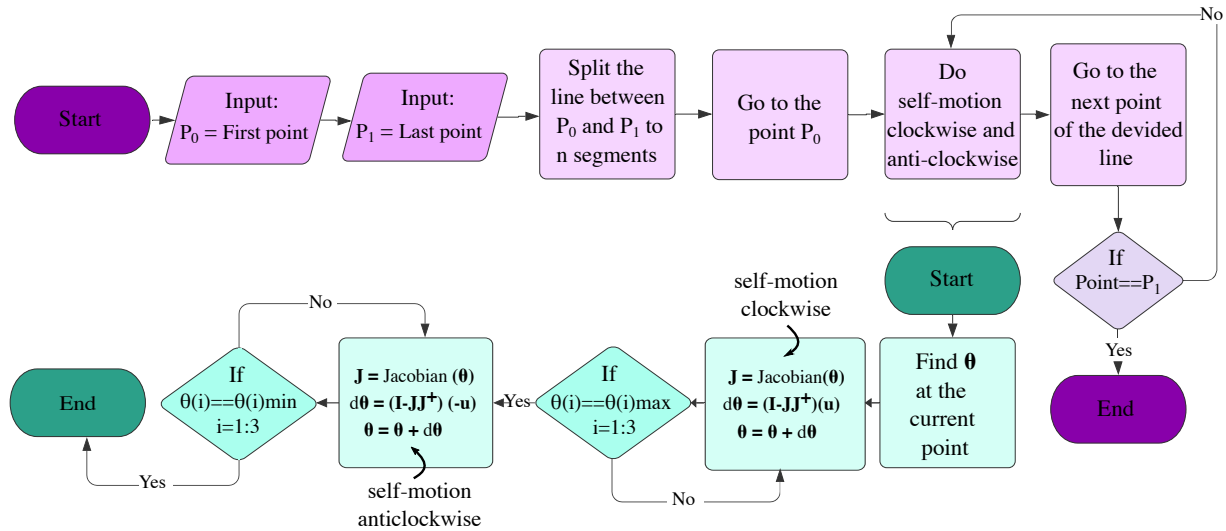 Start
Input:
P₀ = First point
Input:
P₁ = Last point
Split the
line between
P₀ and P₁ to
n segments
Go to the
point P₀
Do
self-motion
clockwise and
anti-clockwise
Go to the
next point
of the devided
line
No
If
Point==P₁
Yes
End
Start
Find θ
at the
current
point
self-motion
clockwise
J = Jacobian(θ)
dθ = (I-JJ⁺)(u)
θ = θ + dθ
If
θ(i)==θ(i)max
i=1:3
No
Yes
J = Jacobian (θ)
dθ = (I-JJ⁺) (-u)
θ = θ + dθ
self-motion
anticlockwise
If
θ(i)==θ(i)min
i=1:3
No
Yes
End